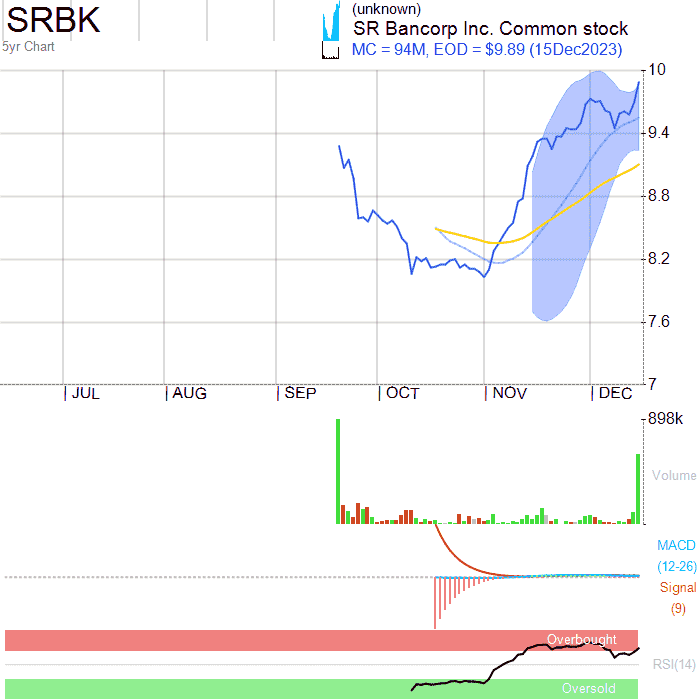 SRBK
5yr Chart
(unknown)
SR Bancorp Inc. Common stock
MC = 94M, EOD = $9.89 (15Dec2023)
10
9.4
8.8
8.2
7.6
7
JUL
AUG
SEP
OCT
NOV
DEC
898k
Volume
MACD
(12-26)
Signal
(9)
Overbought
RSI(14)
Oversold